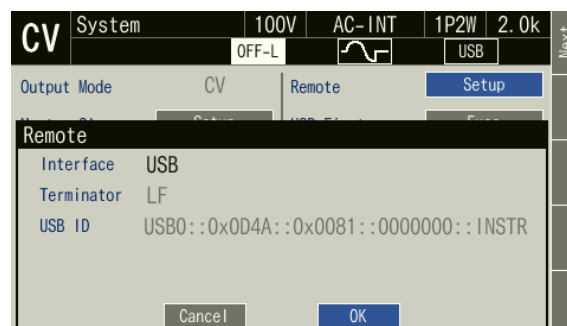 CV System 100V AC-INT 1P2W 2.0k
OFF-L USB
Next
Output Mode CV Remote Setup
Remote
Interface USB
Terminator LF
USB ID USB0::0x0D4A::0x0081::0000000::INSTR
Cancel OK